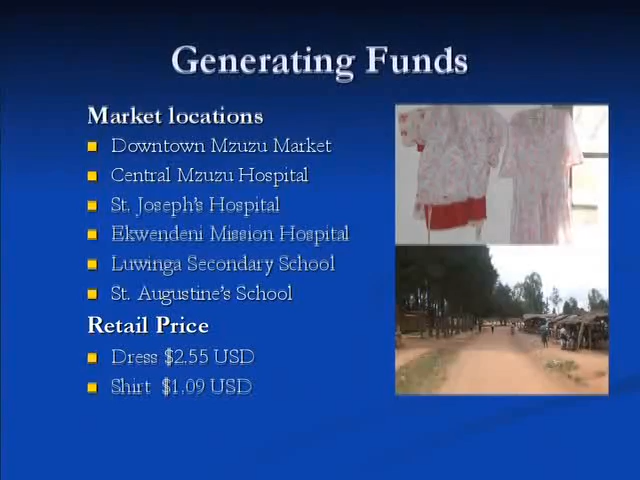 Generating Funds
Market locations
Downtown Mzuzu Market
Central Mzuzu Hospital
St. Joseph's Hospital
Ekwendeni Mission Hospital
Luwinga Secondary School
St. Augustine's School
Retail Price
Dress $2.55 USD
Shirt $1.09 USD